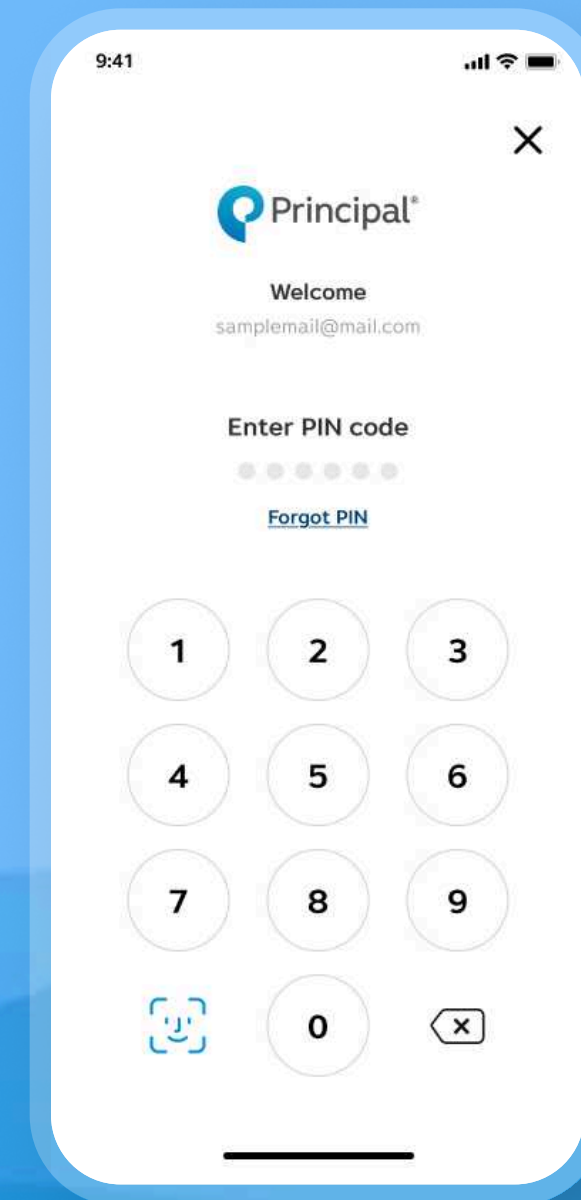 9:41
Principal®
Welcome
samplemail@mail.com
Enter PIN code
Forgot PIN
1 2 3
4 5 6
7 8 9
0